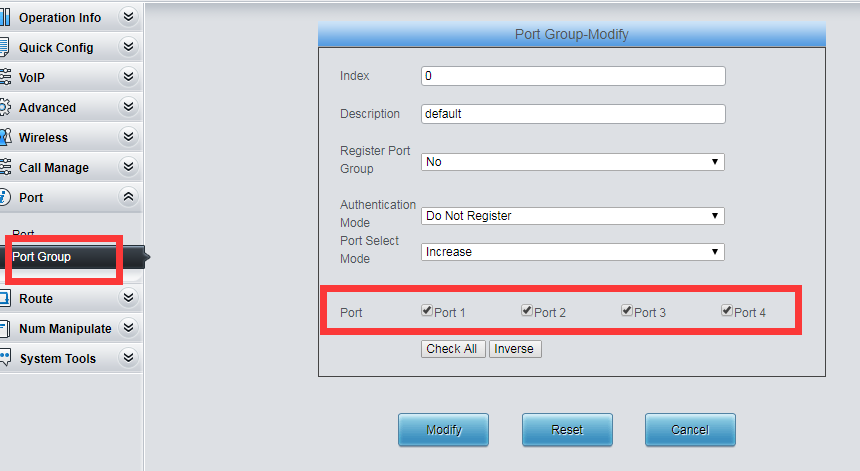 Operation Info
Quick Config
VoIP
Advanced
Wireless
Call Manage
Port
Port
Port Group
Route
Num Manipulate
System Tools
Port Group-Modify
Index 0
Description default
Register Port
Group No
Authentication
Mode Do Not Register
Port Select
Mode Increase
Port Port 1 Port 2 Port 3 Port 4
Check All Inverse
Modify Reset Cancel